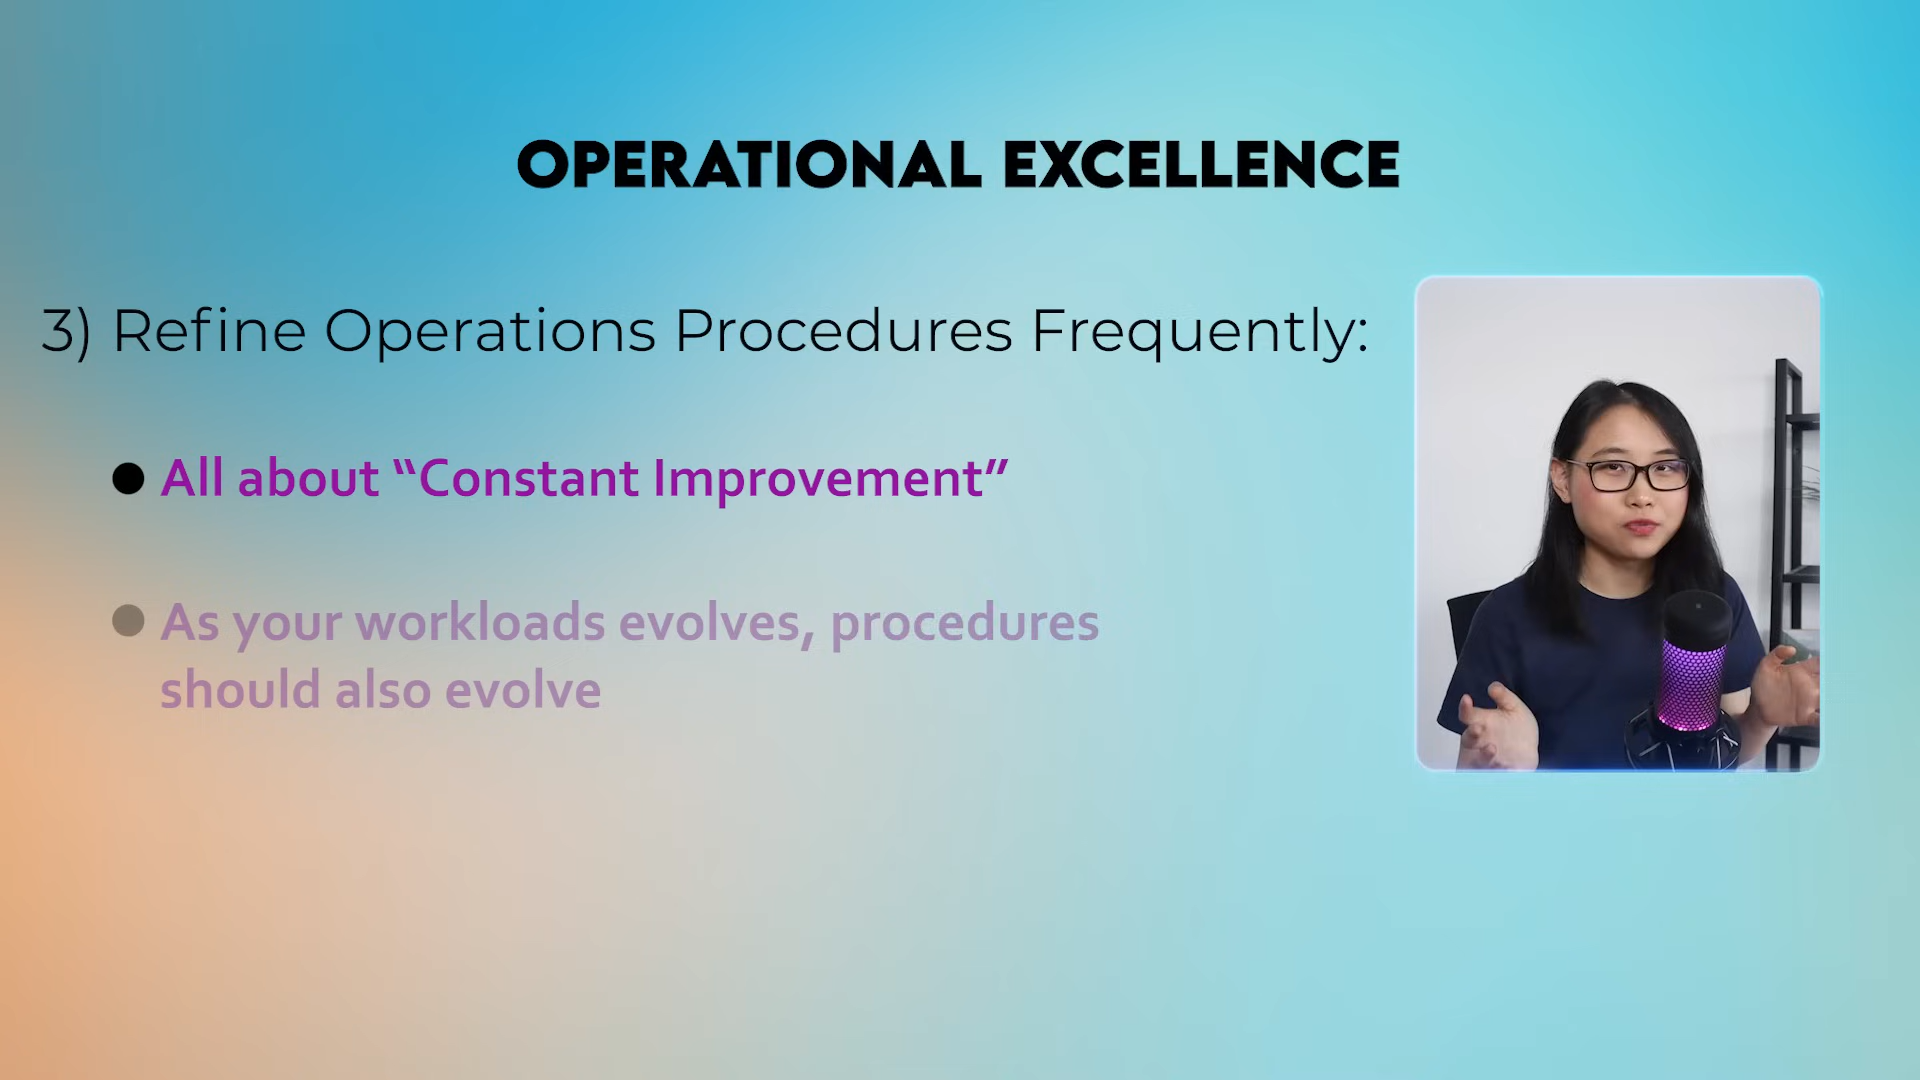 OPERATIONAL EXCELLENCE
3) Refine Operations Procedures Frequently:
● All about “Constant Improvement”
● As your workloads evolves, procedures
should also evolve